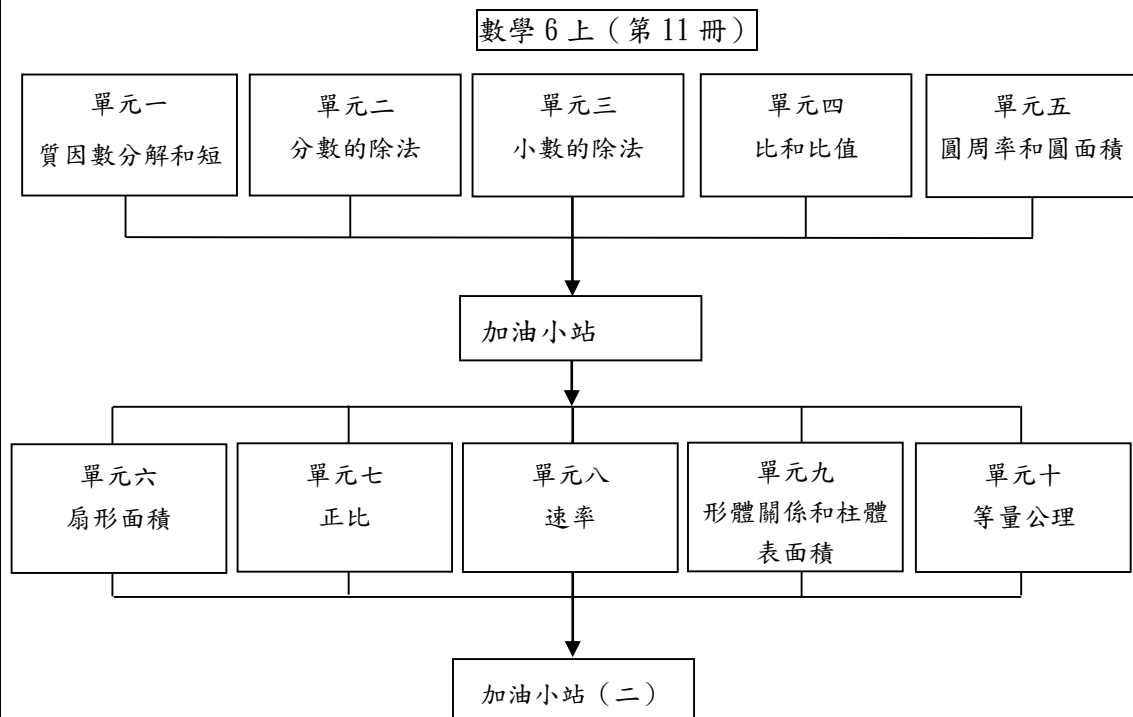 數學6上（第11冊）
單元一
質因數分解和短
單元二
分數的除法
單元三
小數的除法
單元四
比和比值
單元五
圓周率和圓面積
加油小站
單元六
扇形面積
單元七
正比
單元八
速率
單元九
形體關係和柱體
表面積
單元十
等量公理
加油小站（二）